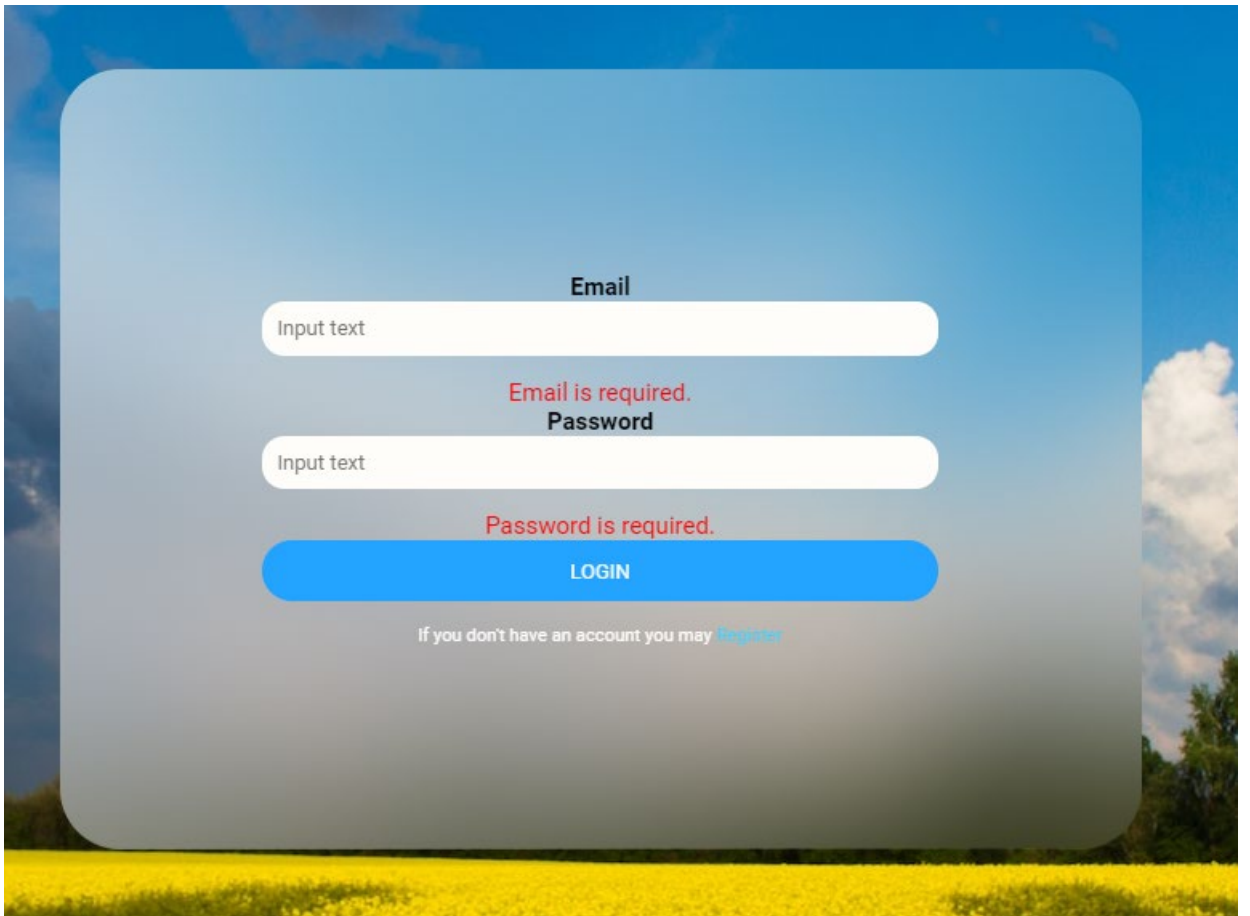 Email
Input text
Email is required.
Password
Input text
Password is required.
LOGIN
If you don't have an account you may Register